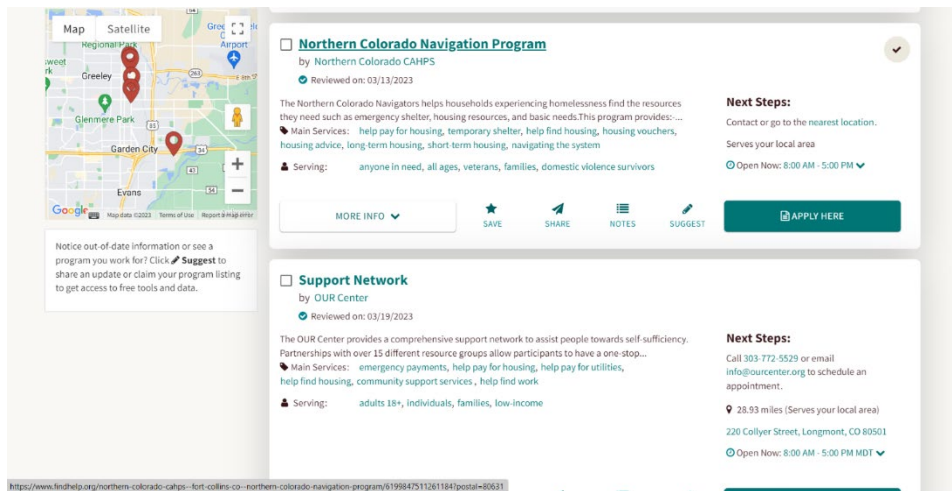 Map Satellite
Regional Park
Airport
Greeley
263
Glenmere Park
Garden City
34
Evans
54
Google
Map data ©2023 Terms of Use Report a map error
Notice out-of-date information or see a
program you work for? Click Suggest to
share an update or claim your program listing
to get access to free tools and data.
Northern Colorado Navigation Program
by Northern Colorado CAHPS
Reviewed on: 03/13/2023
The Northern Colorado Navigators helps households experiencing homelessness find the resources
they need such as emergency shelter, housing resources, and basic needs.This program provides:-...
Main Services: help pay for housing, temporary shelter, help find housing, housing vouchers,
housing advice, long-term housing, short-term housing, navigating the system
Serving: anyone in need, all ages, veterans, families, domestic violence survivors
Next Steps:
Contact or go to the nearest location.
Serves your local area
Open Now: 8:00 AM - 5:00 PM
MORE INFO
SAVE
SHARE
NOTES
SUGGEST
APPLY HERE
Support Network
by OUR Center
Reviewed on: 03/19/2023
The OUR Center provides a comprehensive support network to assist people towards self-sufficiency.
Partnerships with over 15 different resource groups allow participants to have a one-stop...
Main Services: emergency payments, help pay for housing, help pay for utilities,
help find housing, community support services , help find work
Serving: adults 18+, individuals, families, low-income
Next Steps:
Call 303-772-5529 or email
info@ourcenter.org to schedule an
appointment.
28.93 miles (Serves your local area)
220 Collyer Street, Longmont, CO 80501
Open Now: 8:00 AM - 5:00 PM MDT
https://www.findhelp.org/northern-colorado-cahps--fort-collins-co--northern-colorado-navigation-program/6199847511261184?postal=80631